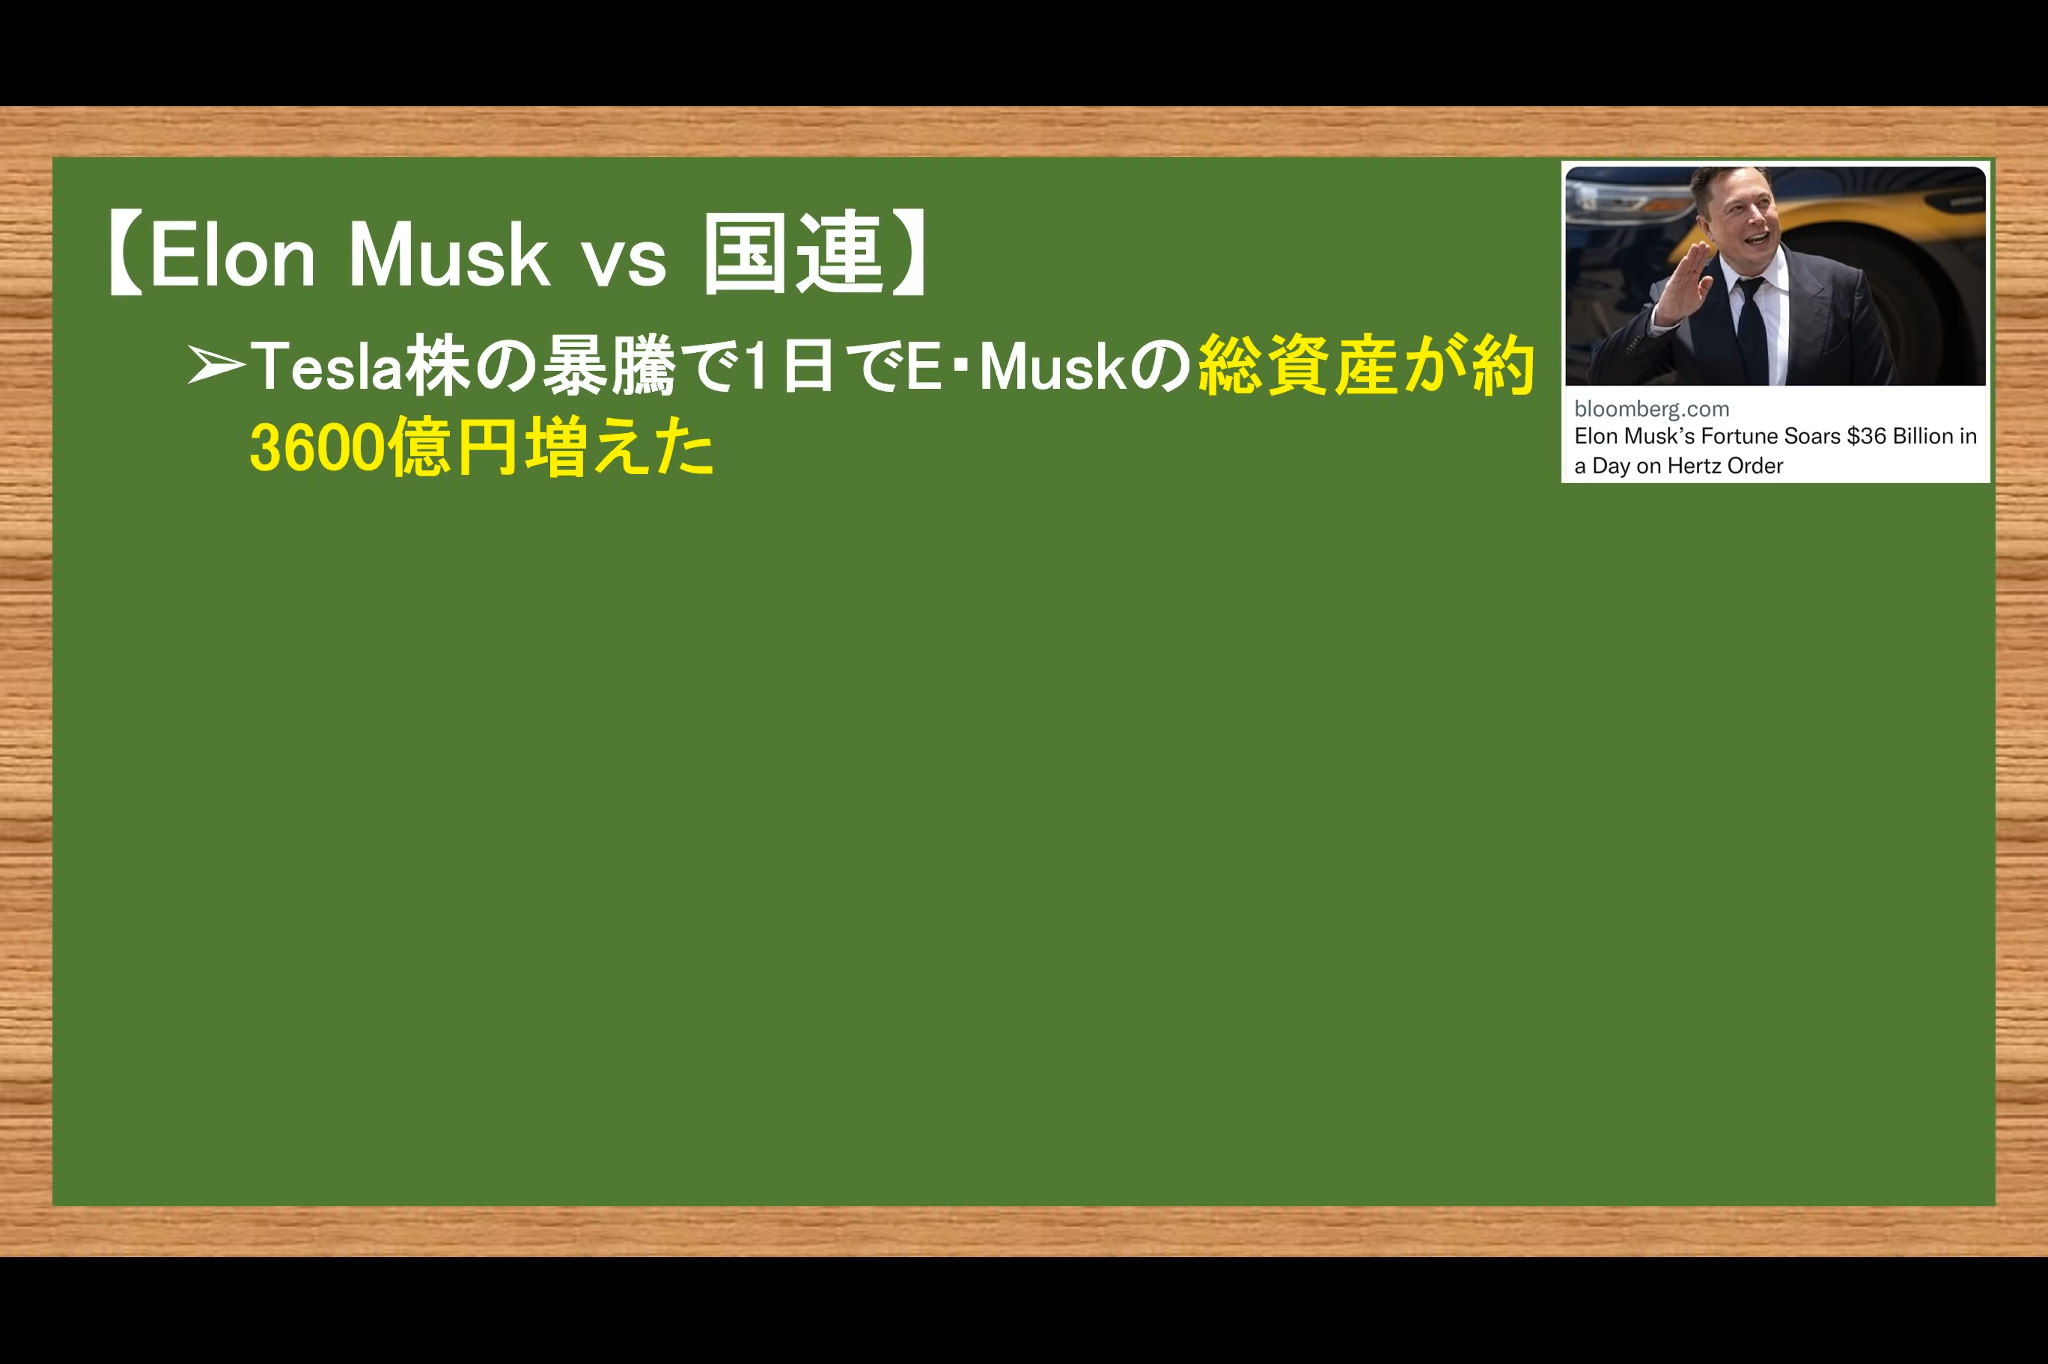 【Elon Musk vs 国連】
➢Tesla株の暴騰で1日でE・Muskの総資産が約
3600億円増えた
bloomberg.com
Elon Musk’s Fortune Soars $36 Billion in
a Day on Hertz Order